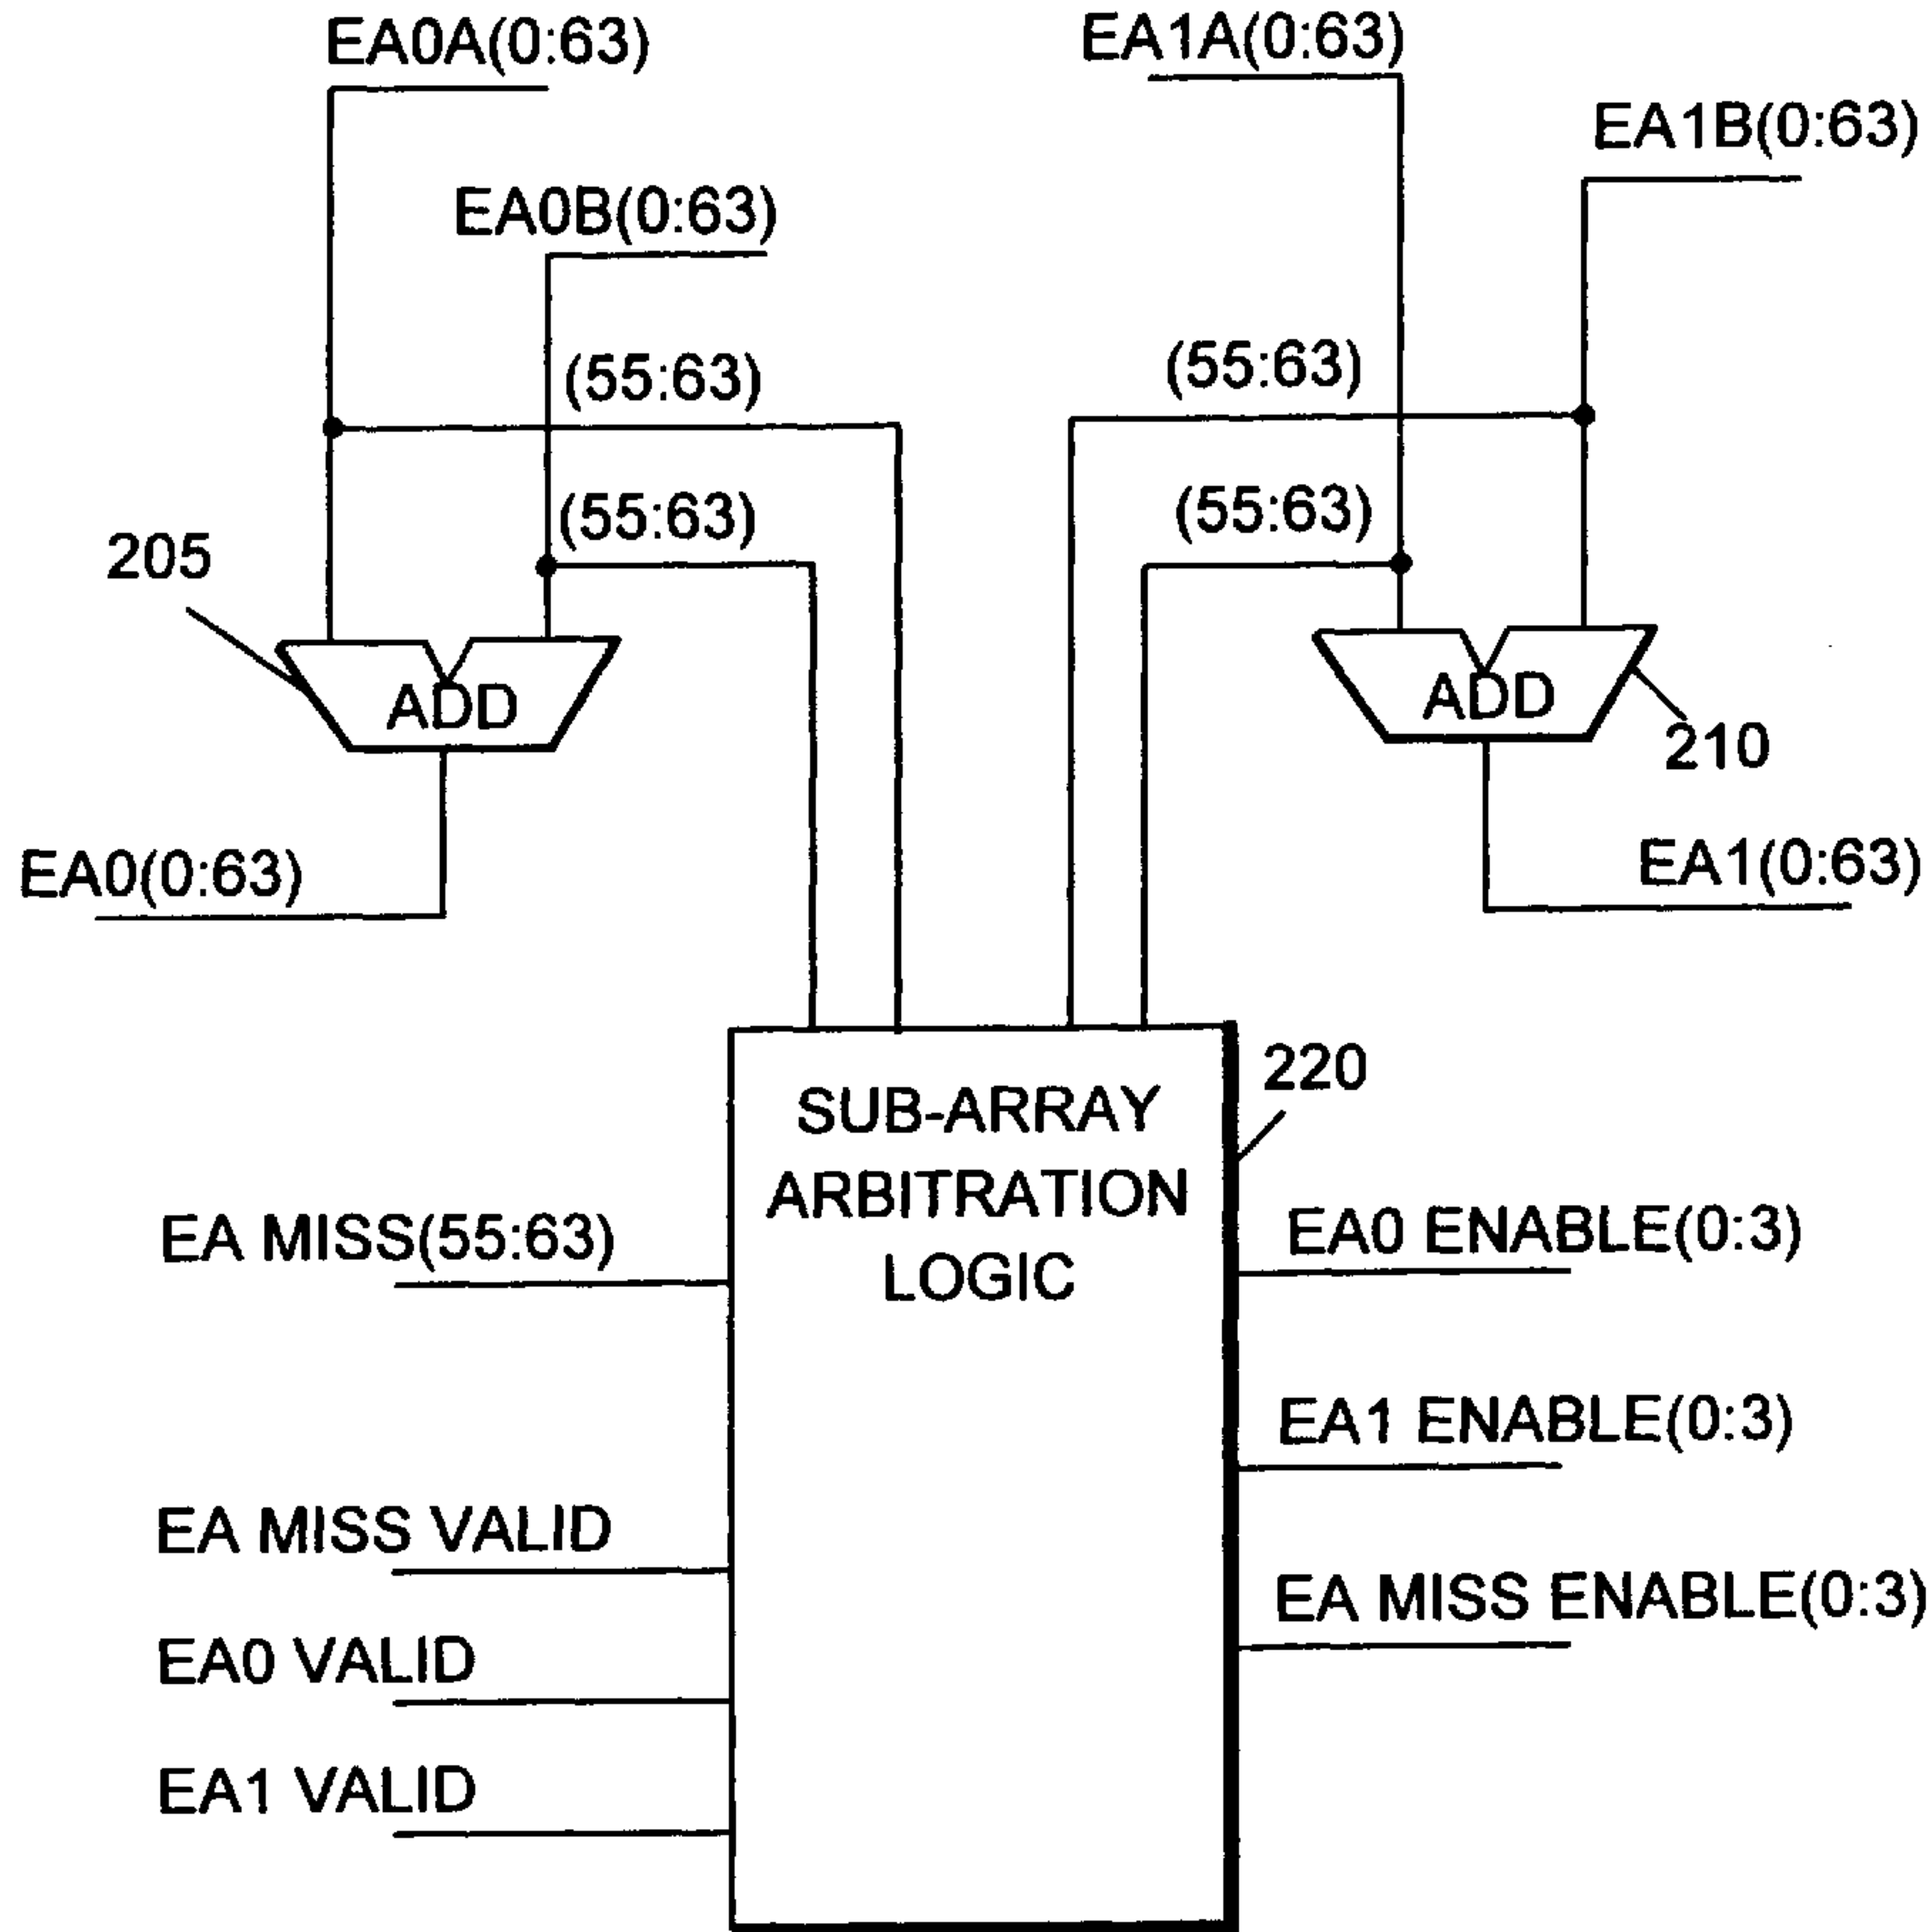 EA0A(0:63)
EA1A(0:63)
EA1B(0:63)
EA0B(0:63)
(55:63)
(55:63)
(55:63)
(55:63)
205
ADD
ADD
210
EA0(0:63)
EA1(0:63)
220
SUB-ARRAY
ARBITRATION
LOGIC
EA MISS(55:63)
EA0 ENABLE(0:3)
EA1 ENABLE(0:3)
EA MISS VALID
EA MISS ENABLE(0:3)
EA0 VALID
EA1 VALID